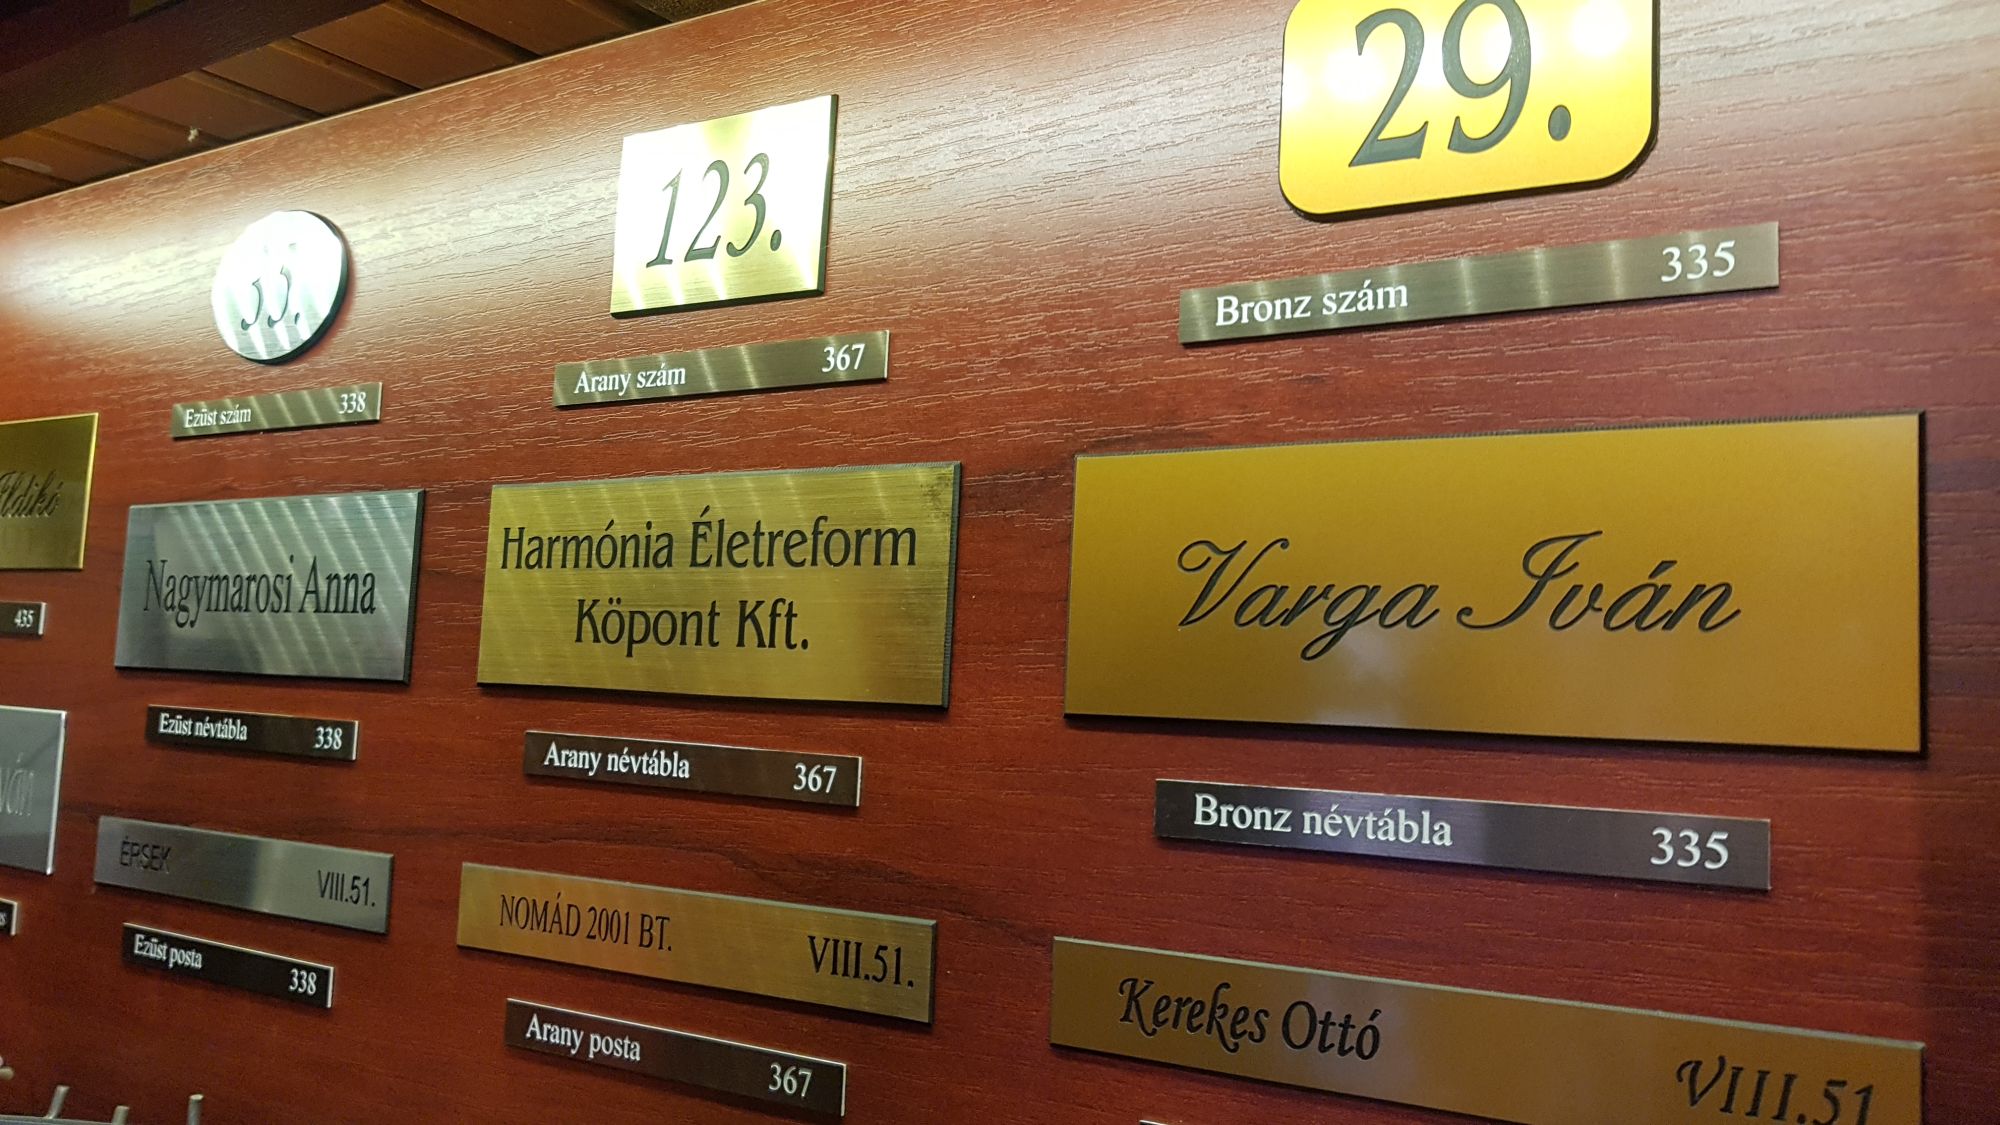 33.
123.
29.
Ezüst szám 338
Arany szám 367
Bronz szám 335
Ildikó
Nagymarosi Anna
Harmónia Életreform
Köpont Kft.
Varga Iván
435
Ezüst névtábla 338
Arany névtábla 367
Bronz névtábla 335
ÉRSEK VIII.51.
NOMÁD 2001 BT. VIII.51.
Kerekes Ottó VIII.51
Ezüst posta 338
Arany posta 367